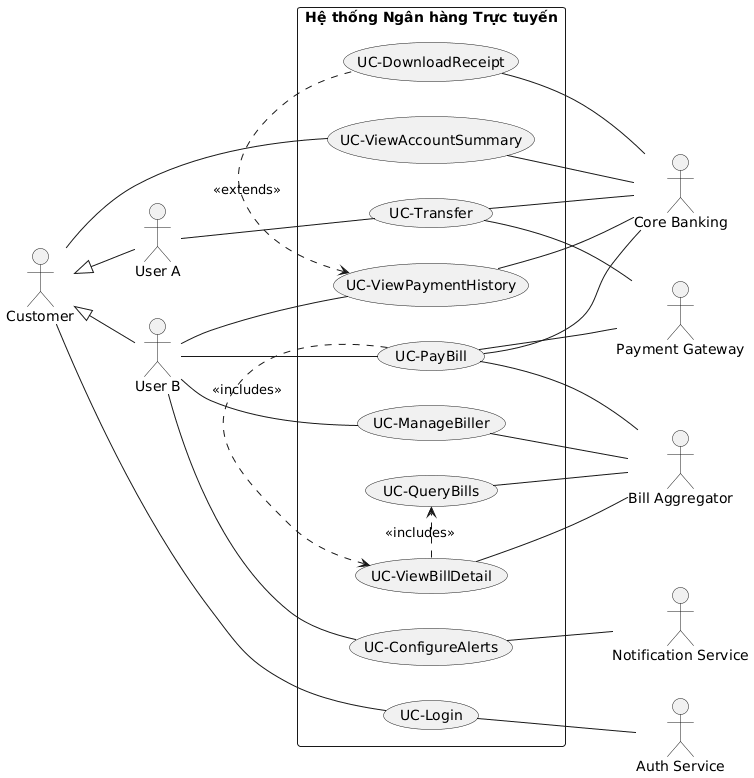 Hệ thống Ngân hàng Trực tuyến
UC-DownloadReceipt
UC-ViewAccountSummary
«extends»
UC-Transfer
Core Banking
User A
UC-ViewPaymentHistory
Customer
Payment Gateway
UC-PayBill
User B
«includes»
UC-ManageBiller
UC-QueryBills
Bill Aggregator
«includes»
UC-ViewBillDetail
UC-ConfigureAlerts
Notification Service
UC-Login
Auth Service